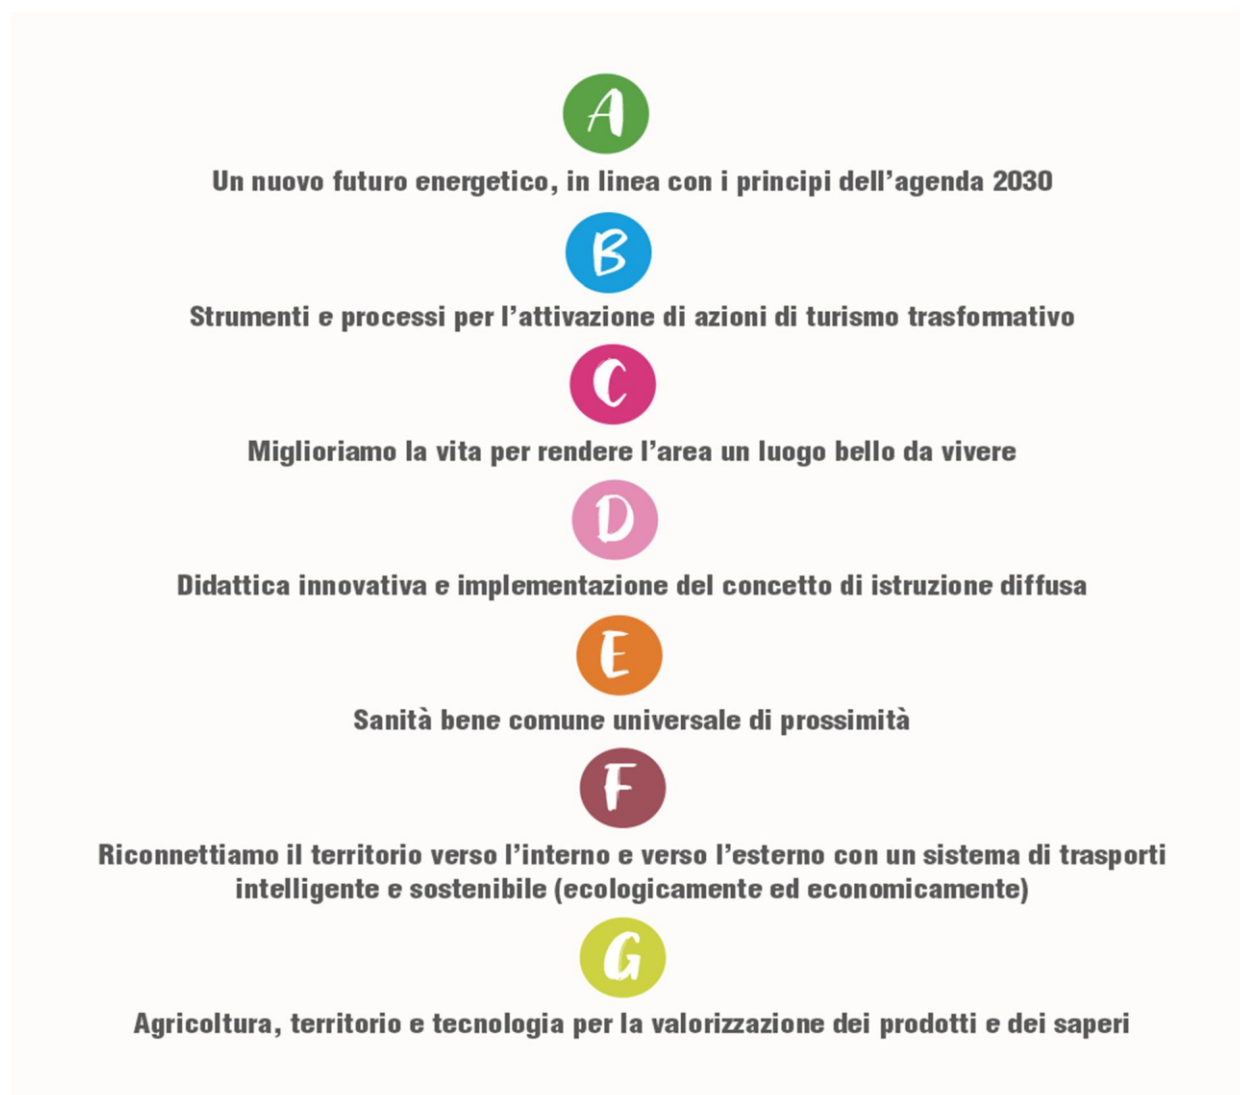 A
Un nuovo futuro energetico, in linea con i principi dell’agenda 2030
B
Strumenti e processi per l’attivazione di azioni di turismo trasformativo
C
Miglioriamo la vita per rendere l’area un luogo bello da vivere
D
Didattica innovativa e implementazione del concetto di istruzione diffusa
E
Sanità bene comune universale di prossimità
F
Riconnettiamo il territorio verso l’interno e verso l’esterno con un sistema di trasporti
intelligente e sostenibile (ecologicamente ed economicamente)
G
Agricoltura, territorio e tecnologia per la valorizzazione dei prodotti e dei saperi